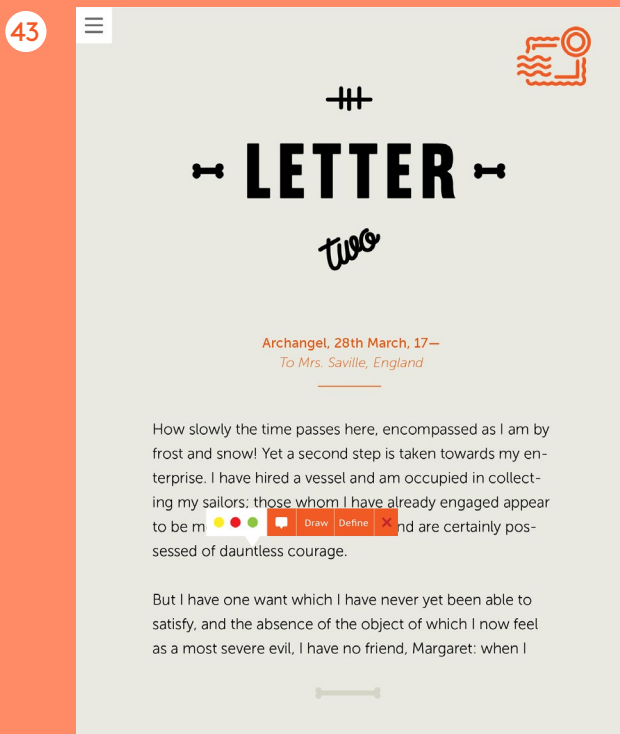 43
LETTER
two
Archangel, 28th March, 17—
To Mrs. Saville, England
How slowly the time passes here, encompassed as I am by
frost and snow! Yet a second step is taken towards my en-
terprise. I have hired a vessel and am occupied in collect-
ing my sailors; those whom I have already engaged appear
to be m
Draw Define
nd are certainly pos-
sessed of dauntless courage.
But I have one want which I have never yet been able to
satisfy, and the absence of the object of which I now feel
as a most severe evil, I have no friend, Margaret: when I